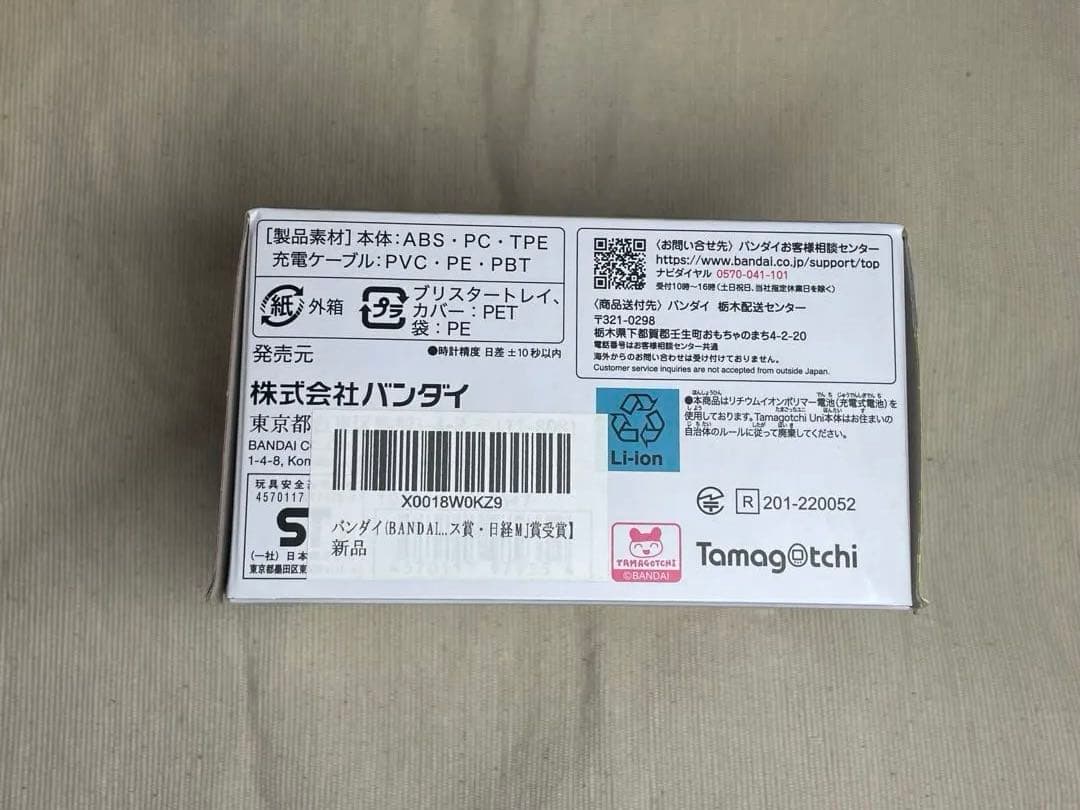 [製品素材] 本体：ABS・PC・TPE
充電ケーブル：PVC・PE・PBT
紙 外箱
プラ ブリスタートレイ、
カバー：PET
袋：PE
発売元
●時計精度 日差±10秒以内
株式会社バンダイ
東京都
BANDAI
1-4-8,
玩具安全
4570117
S
(一社) 日本
東京都墨田区東
X0018W0KZ9
バンダイ(BANDAI...ス賞・日経MJ賞受賞】
新品
〈お問い合せ先〉バンダイお客様相談センター
https://www.bandai.co.jp/support/top
ナビダイヤル 0570-041-101
受付10時～16時(土日祝日、当社指定休業日を除く)
〈商品送付先〉バンダイ 栃木配送センター
〒321-0298
栃木県下都賀郡壬生町おもちゃのまち4-2-20
電話番号はお客様相談センター共通
海外からのお問い合わせは受け付けておりません。
Customer service inquiries are not accepted from outside Japan.
Li-ion
●本商品はリチウムイオンポリマー電池(充電式電池)を
使用しております。Tamagotchi Uni本体はお住まいの
自治体のルールに従って廃棄してください。
R 201-220052
TAMAGOTCHI
©BANDAI
Tamagotchi